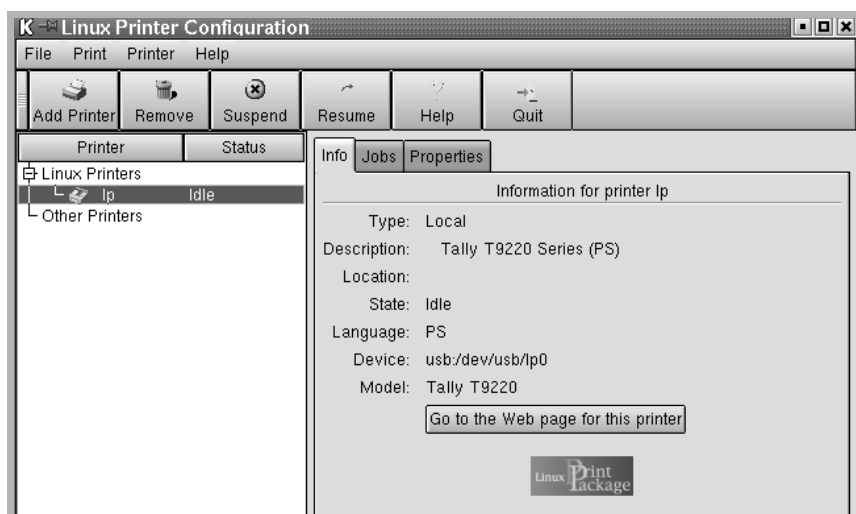 K Linux Printer Configuration
File Print Printer Help
Add Printer Remove Suspend Resume Help Quit
Printer Status
Linux Printers
lp Idle
Other Printers
Info Jobs Properties
Information for printer lp
Type: Local
Description: Tally T9220 Series (PS)
Location:
State: Idle
Language: PS
Device: usb:/dev/usb/lp0
Model: Tally T9220
Go to the Web page for this printer
Linux Print
Package